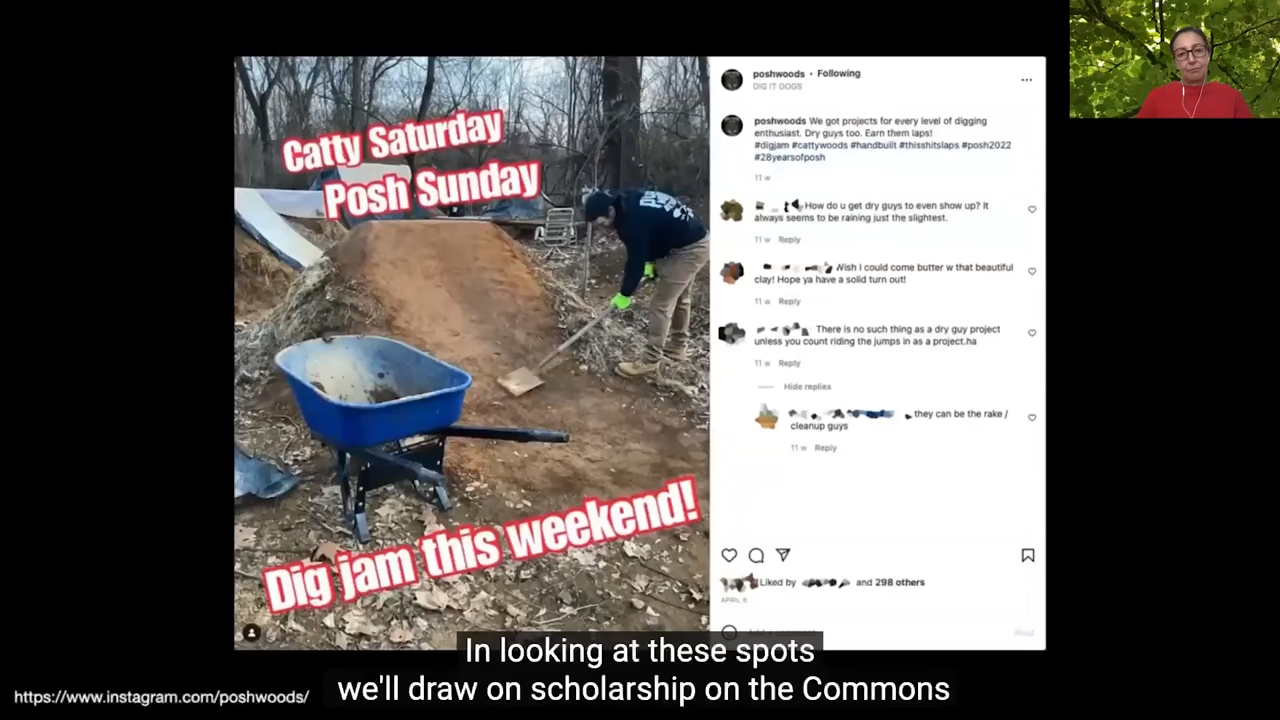 Catty Saturday
Posh Sunday
Dig jam this weekend!
poshwoods • Following
DIG IT DOGS
poshwoods We got projects for every level of digging
enthusiast. Dry guys too. Earn them laps!
#digjam #cattywoods #handbuilt #thisshitslaps #posh2022
#28yearsofposh
11 w
How do u get dry guys to even show up? It
always seems to be raining just the slightest.
11 w Reply
Wish I could come butter w that beautiful
clay! Hope ya have a solid turn out!
11 w Reply
There is no such thing as a dry guy project
unless you count riding the jumps in as a project.ha
11 w Reply
Hide replies
they can be the rake /
cleanup guys
11 w Reply
Liked by and 298 others
APRIL 6
In looking at these spots
we'll draw on scholarship on the Commons
https://www.instagram.com/poshwoods/